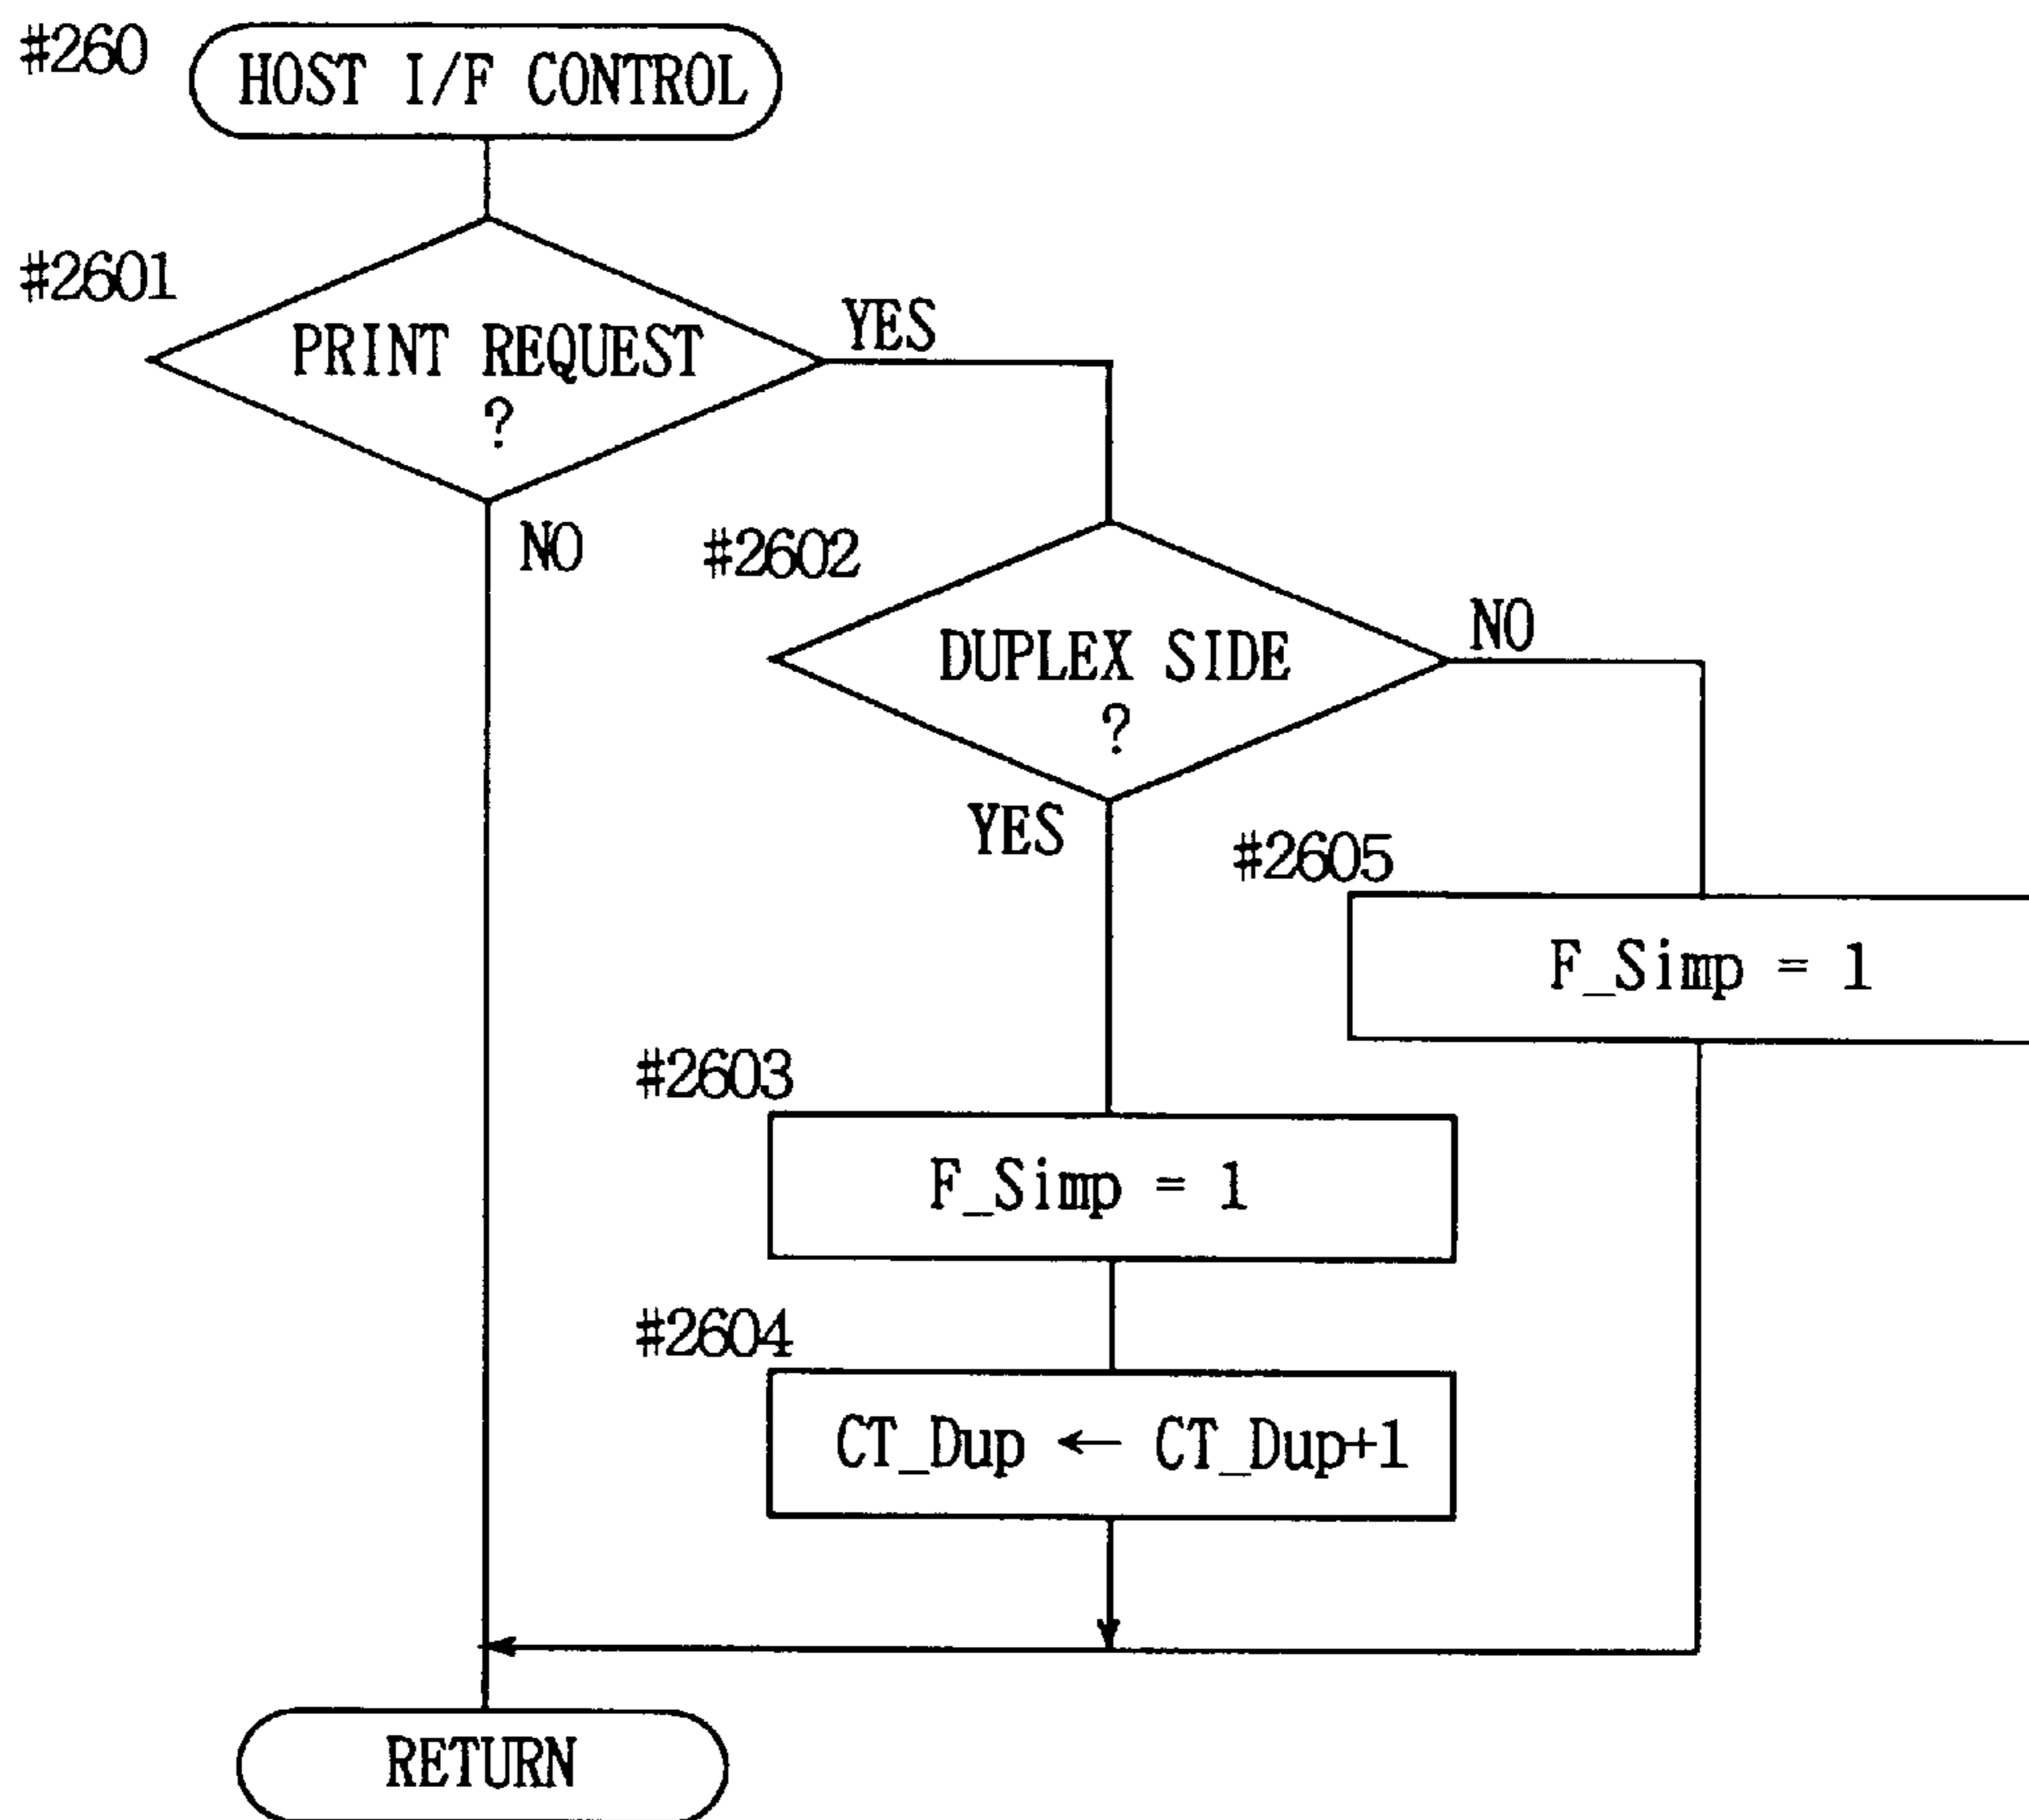 #260
HOST I/F CONTROL
#2601
PRINT REQUEST
?
YES
NO
#2602
DUPLEX SIDE
?
NO
YES
#2605
F_Simp = 1
#2603
F_Simp = 1
#2604
CT_Dup ← CT_Dup+1
RETURN